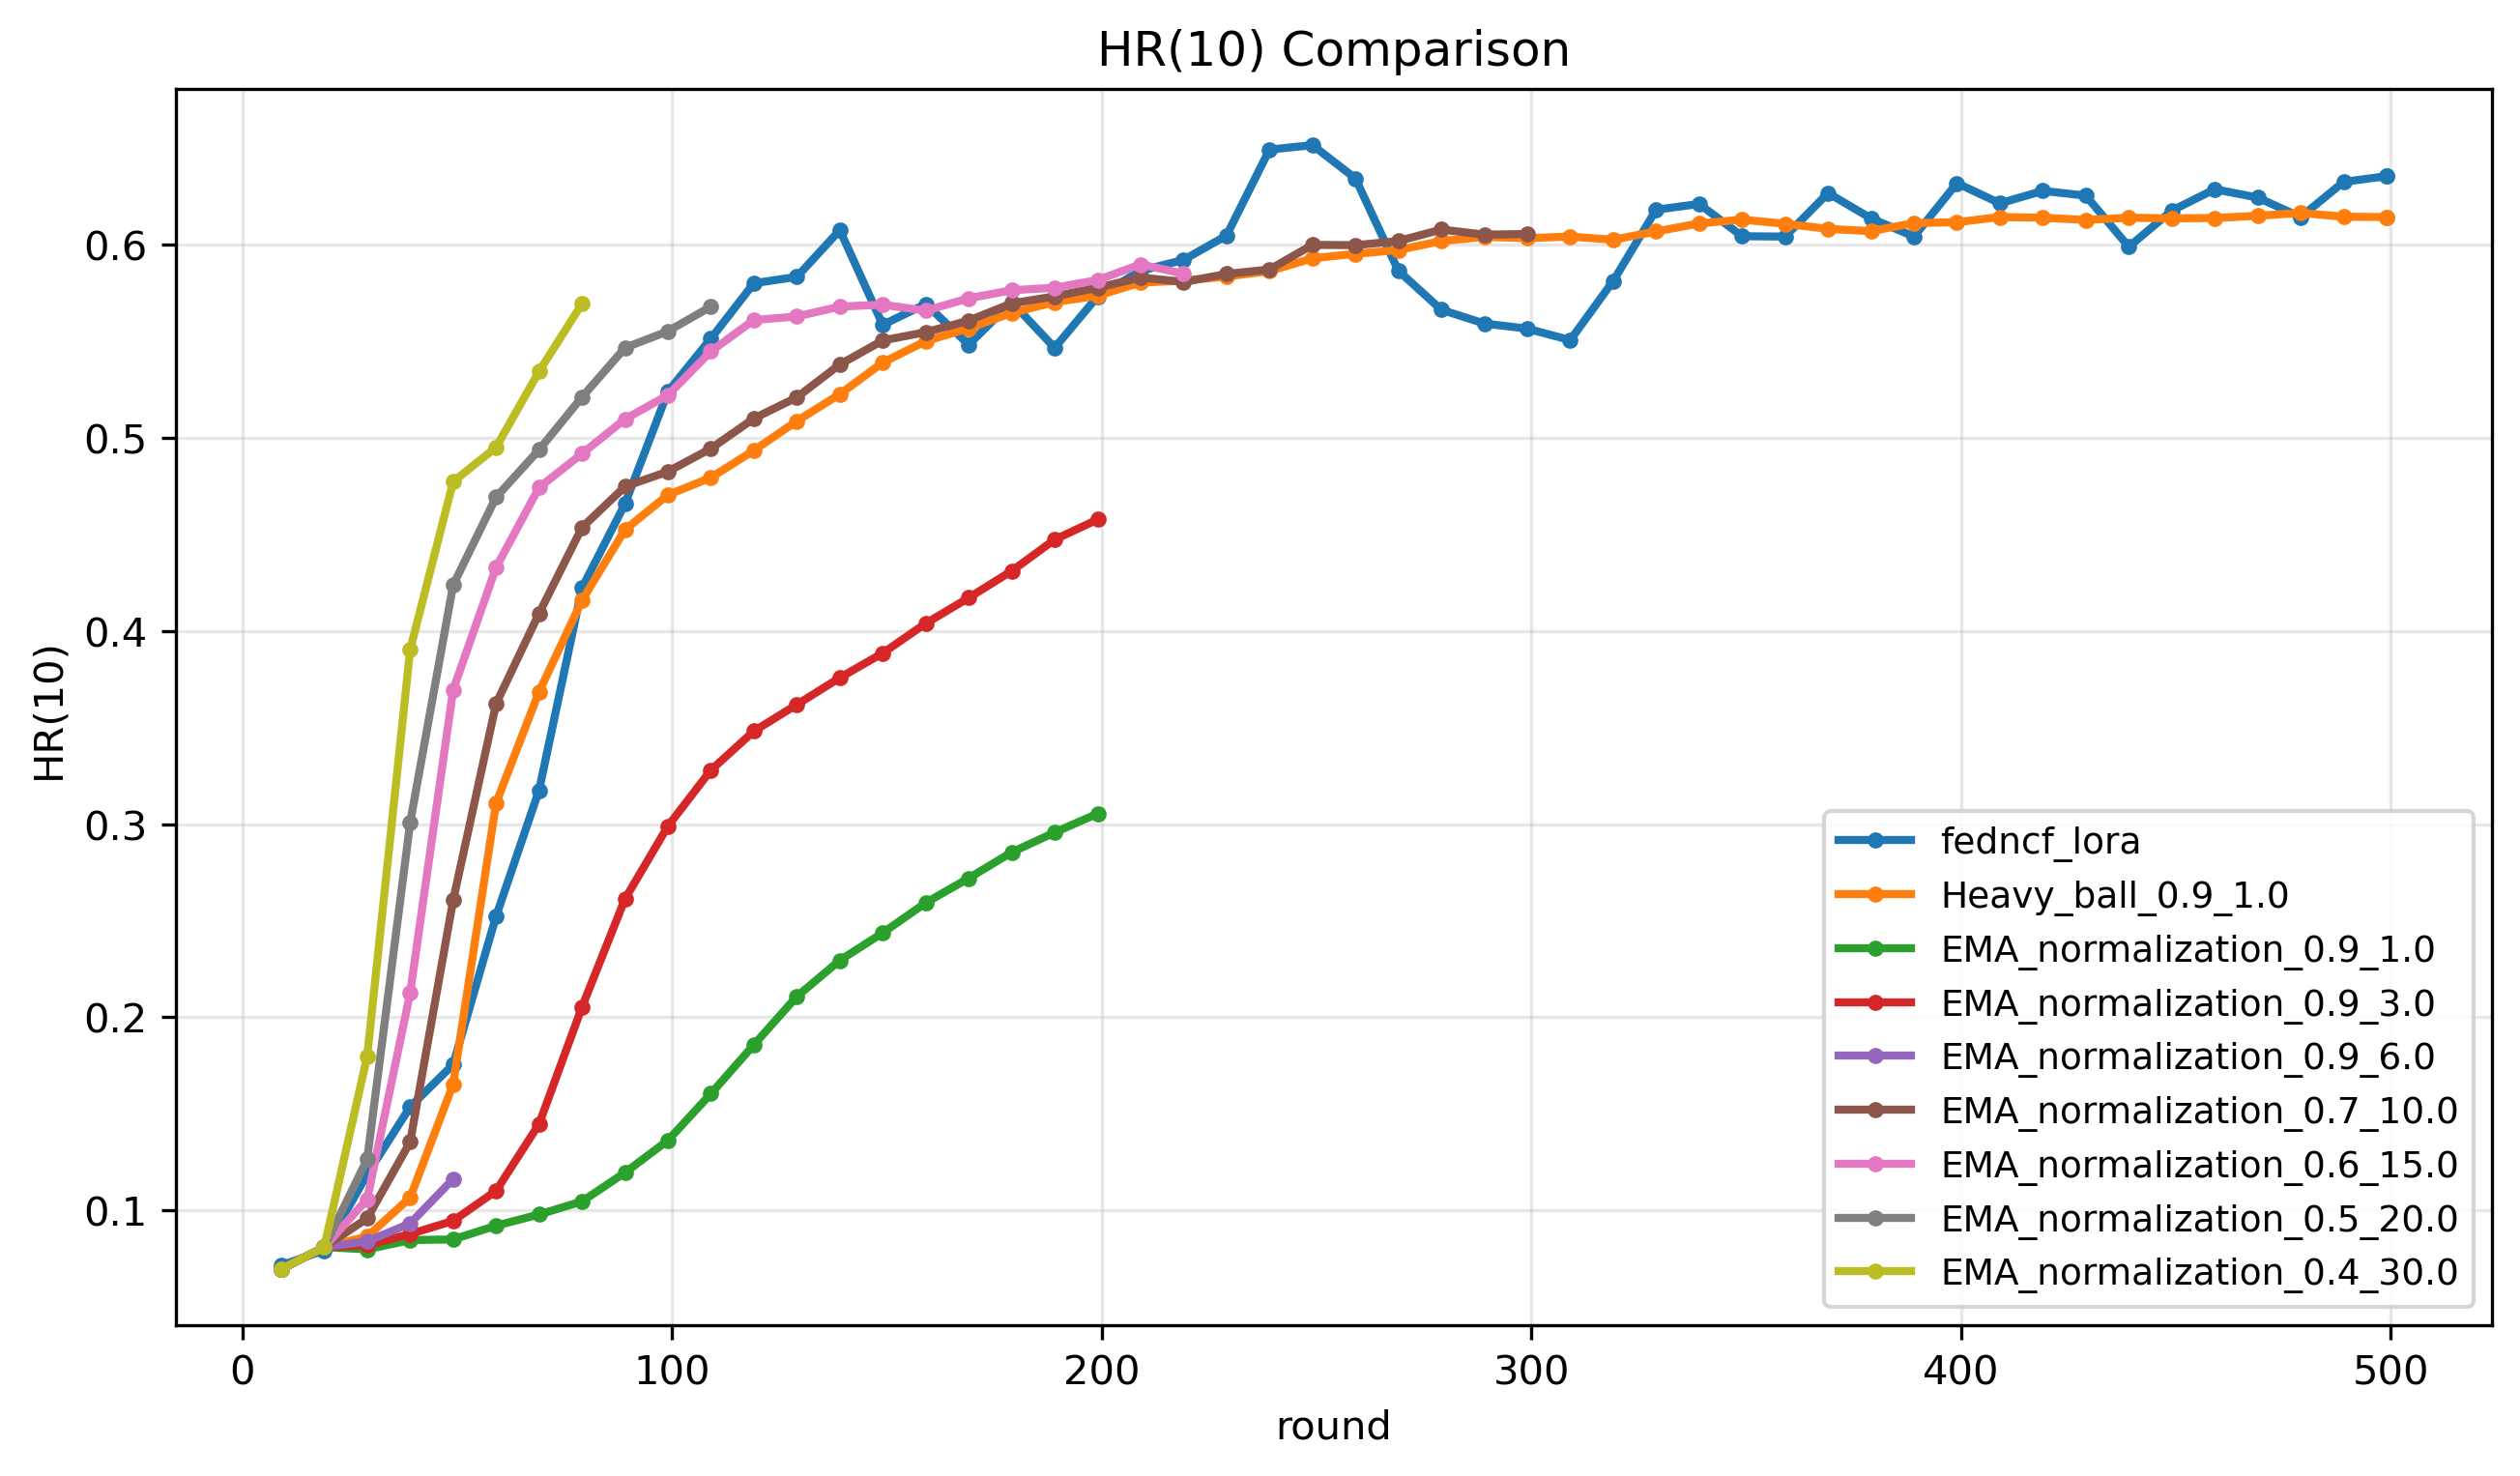 HR(10) Comparison
HR(10)
0.6
0.5
0.4
0.3
0.2
0.1
0
100
200
300
400
500
round
fedncf_lora
Heavy_ball_0.9_1.0
EMA_normalization_0.9_1.0
EMA_normalization_0.9_3.0
EMA_normalization_0.9_6.0
EMA_normalization_0.7_10.0
EMA_normalization_0.6_15.0
EMA_normalization_0.5_20.0
EMA_normalization_0.4_30.0